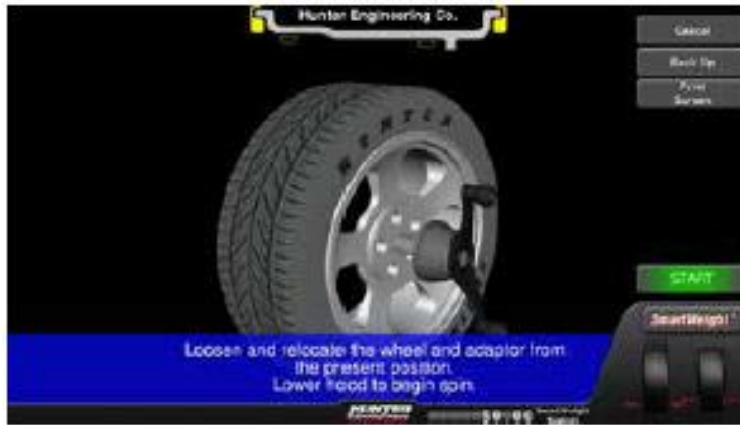 Hunter Engineering Co.
Cancel
Back Up
Print
Screen
HUNTER
START
SmartWeight
Loosen and relocate the wheel and adaptor from
the present position.
Lower hood to begin spin.
HUNTER